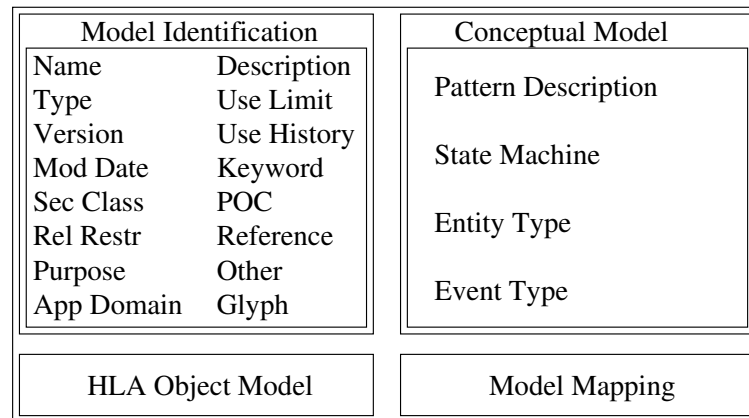 Model Identification
Name Description
Type Use Limit
Version Use History
Mod Date Keyword
Sec Class POC
Rel Restr Reference
Purpose Other
App Domain Glyph
Conceptual Model
Pattern Description
State Machine
Entity Type
Event Type
HLA Object Model
Model Mapping